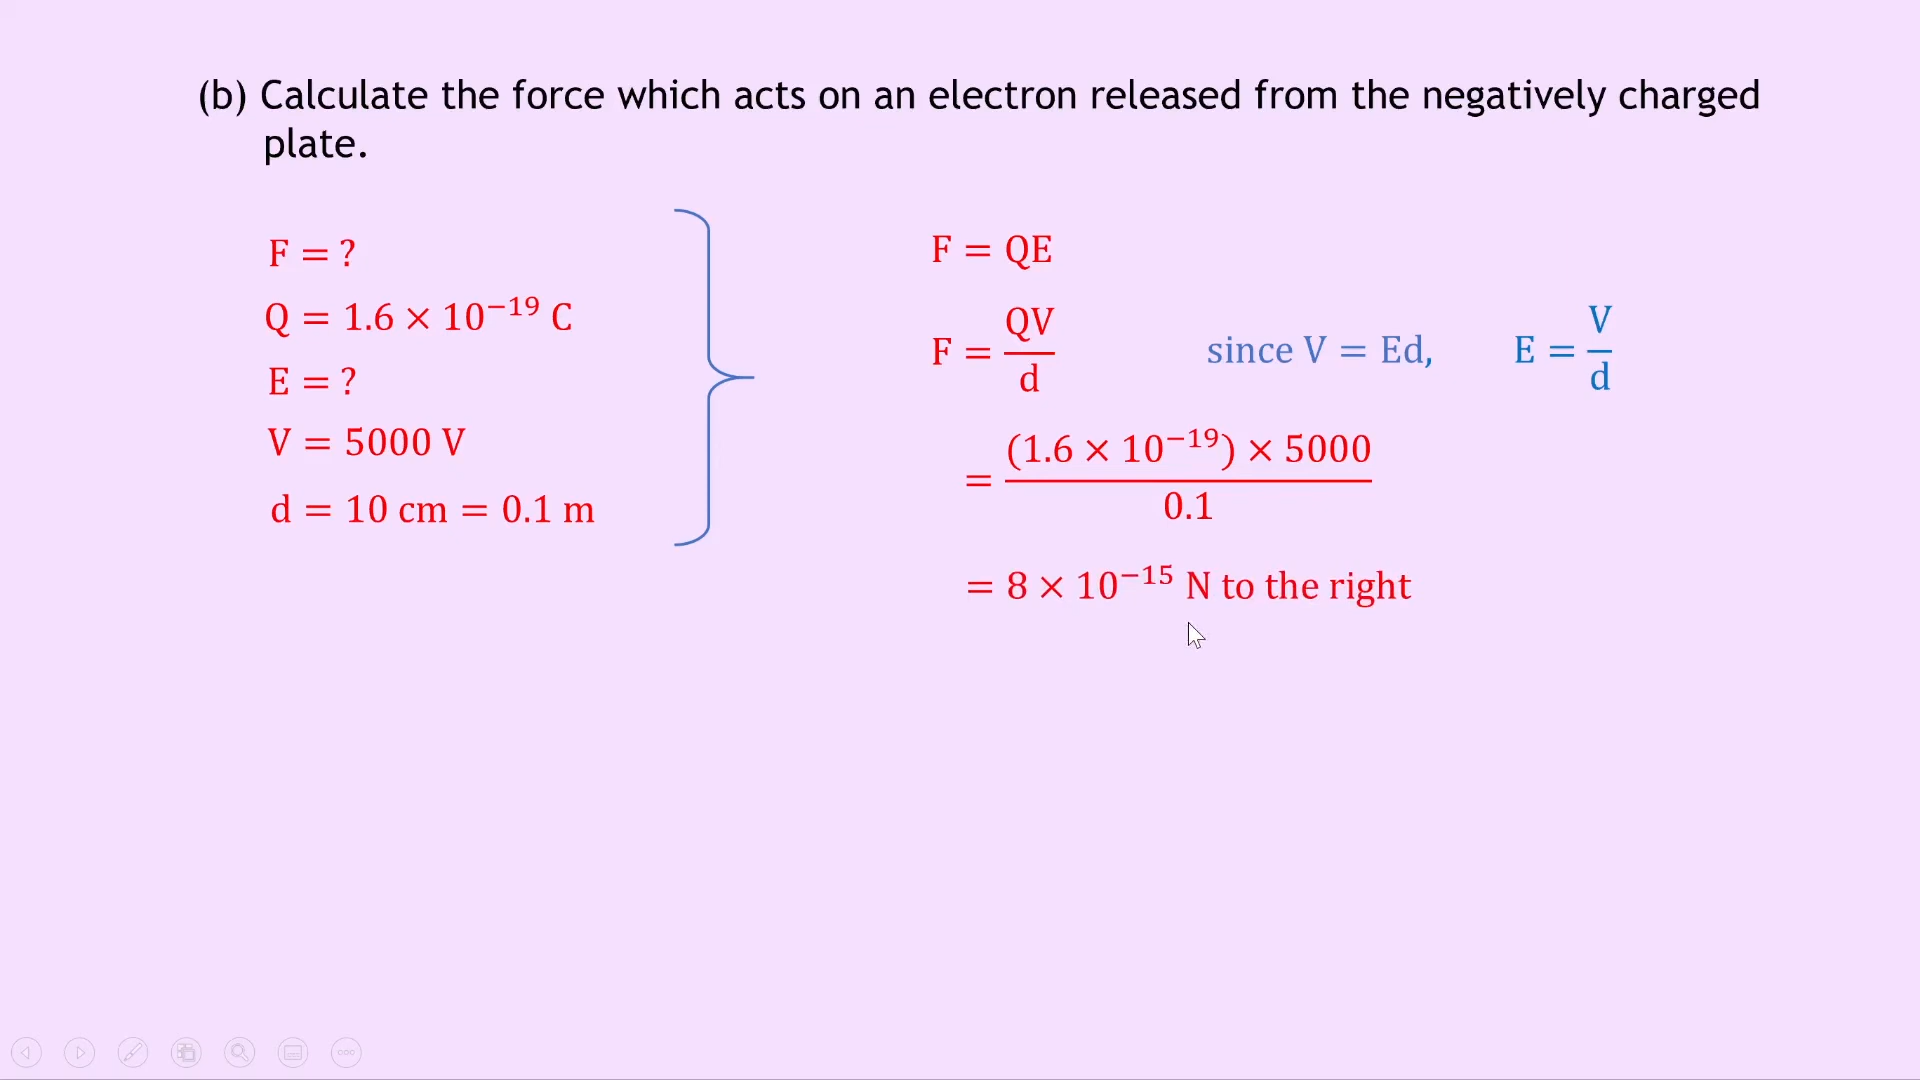 (b) Calculate the force which acts on an electron released from the negatively charged
plate.
F = ?
Q = 1.6 × 10⁻¹⁹ C
E = ?
V = 5000 V
d = 10 cm = 0.1 m
F = QE
F = QV/d since V = Ed, E = V/d
= (1.6 × 10⁻¹⁹) × 5000 / 0.1
= 8 × 10⁻¹⁵ N to the right